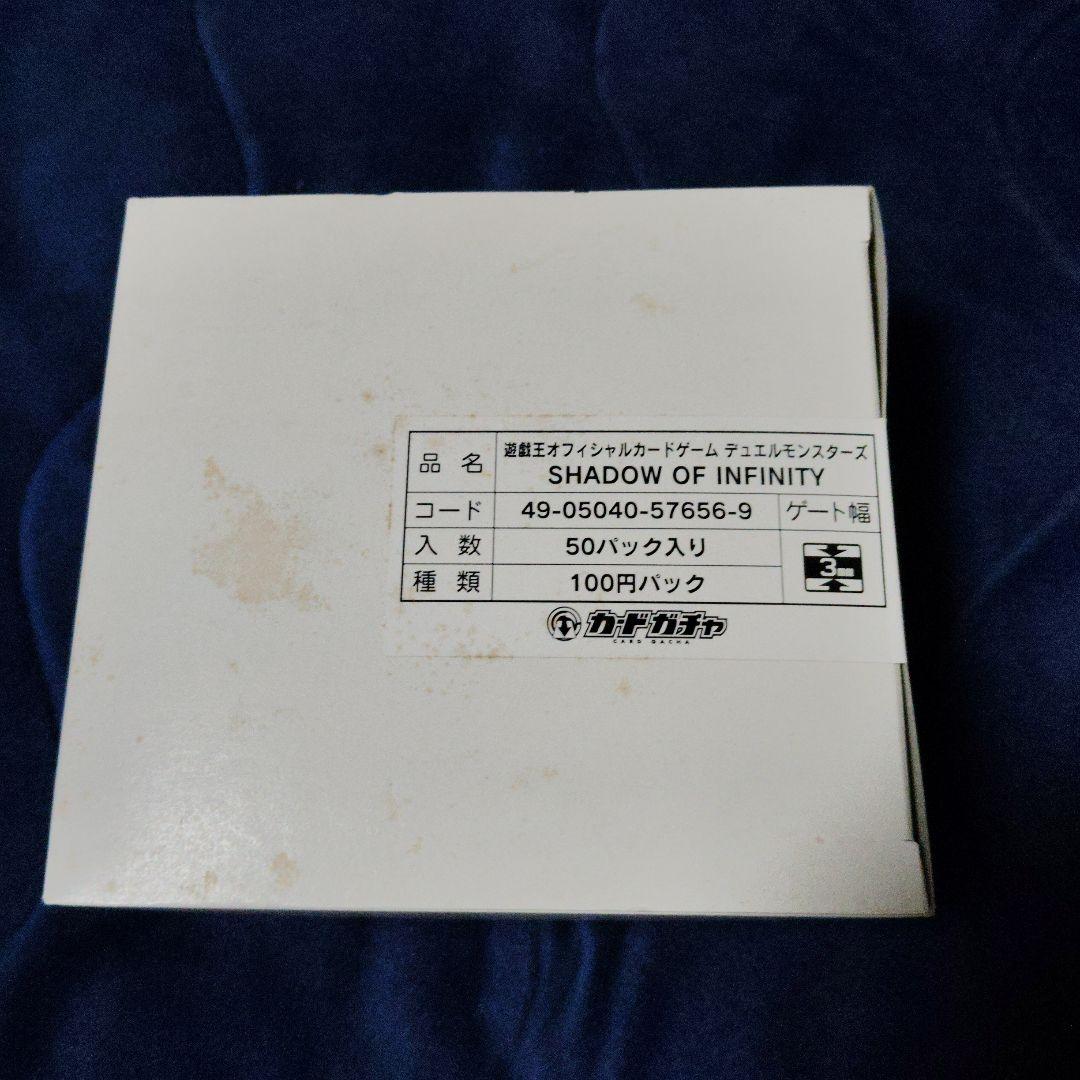 品名 遊戯王オフィシャルカードゲーム デュエルモンスターズ
SHADOW OF INFINITY
コード 49-05040-57656-9 ゲート幅
入数 50パック入り
3mm
種類 100円パック
カードガチャ
CARD GACHA